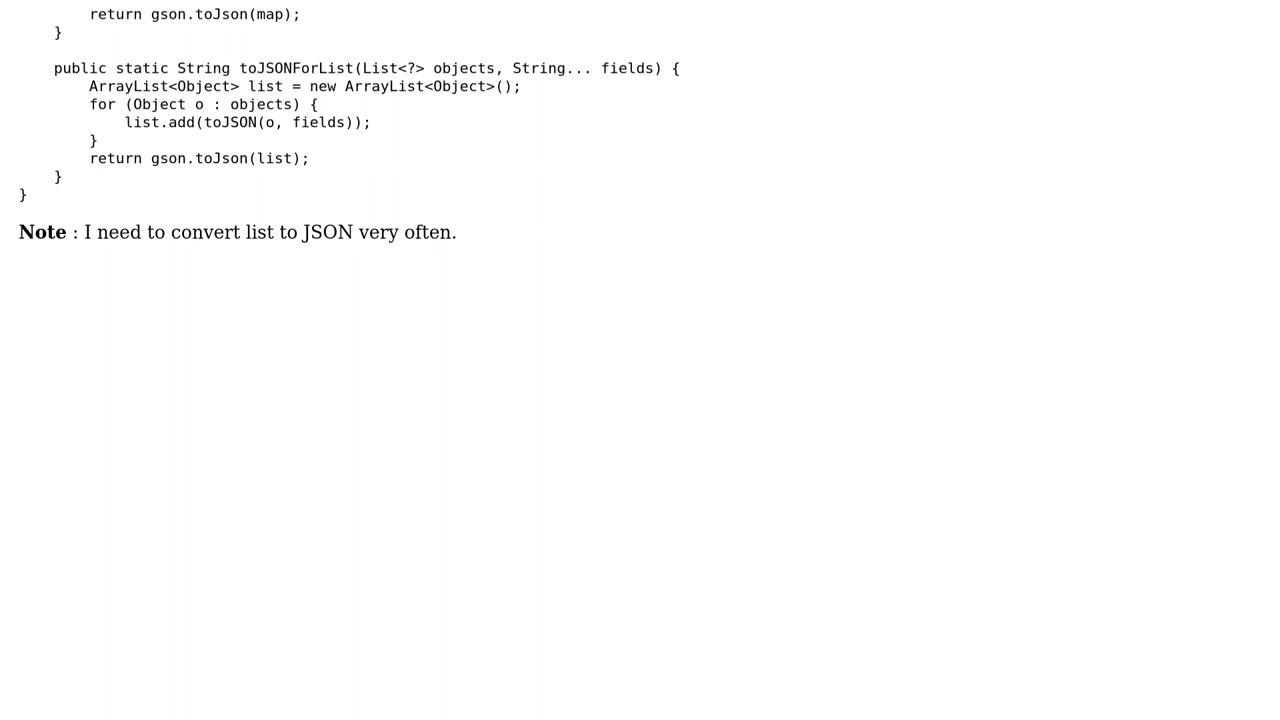 return gson.toJson(map);
    }

    public static String toJSONForList(List<?> objects, String... fields) {
        ArrayList<Object> list = new ArrayList<Object>();
        for (Object o : objects) {
            list.add(toJSON(o, fields));
        }
        return gson.toJson(list);
    }
}
Note : I need to convert list to JSON very often.